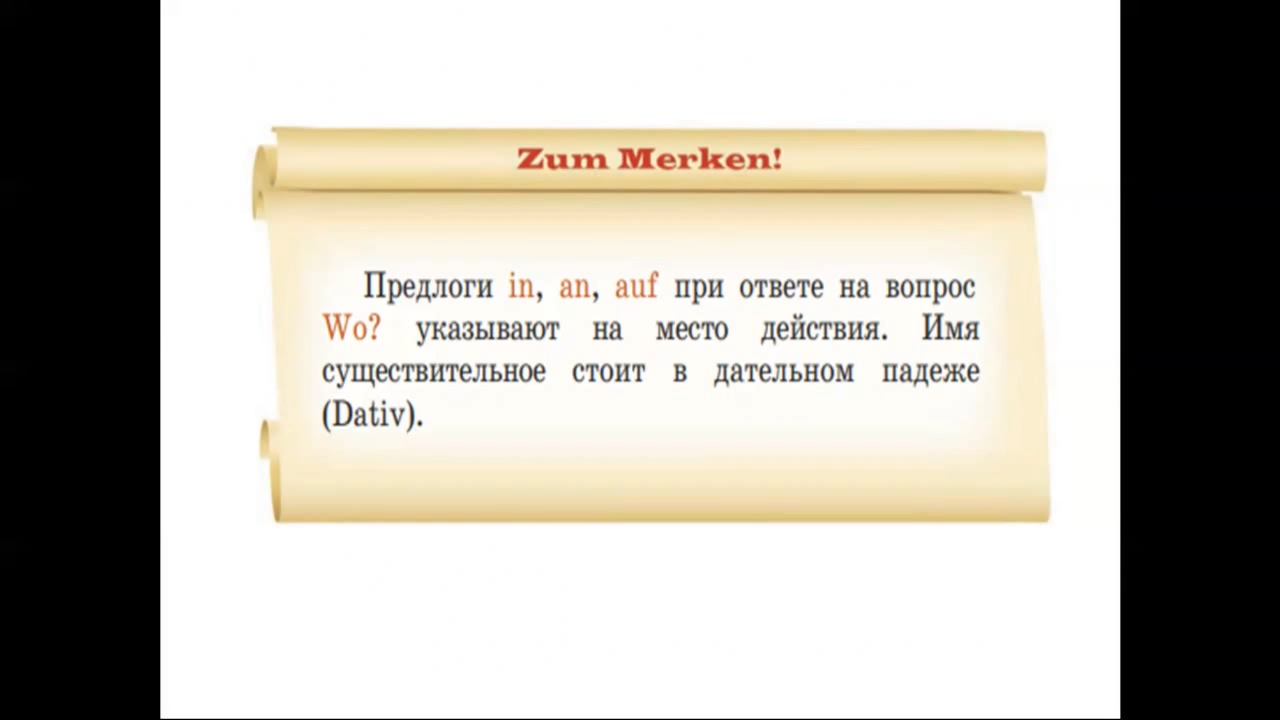 Zum Merken!
Предлоги in, an, auf при ответе на вопрос
Wo? указывают на место действия. Имя
существительное стоит в дательном падеже
(Dativ).